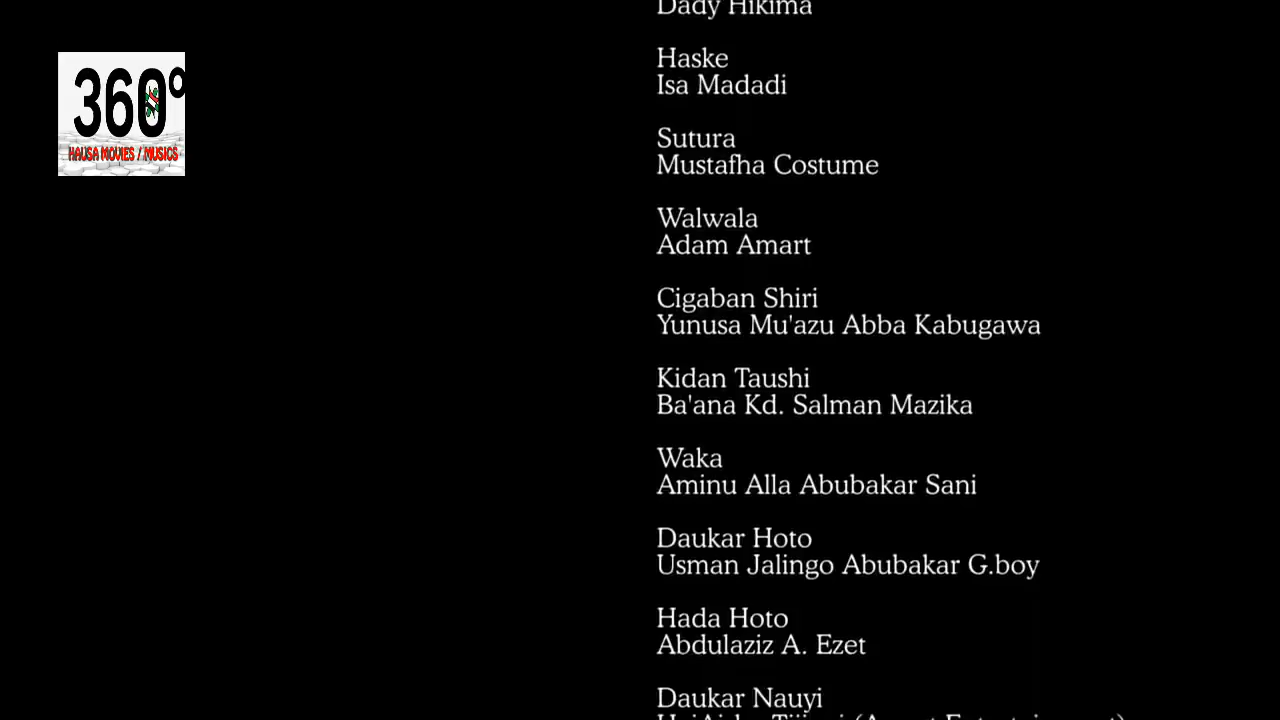 360°
HAUSA MOVIES / MUSICS
Dady Hikima
Haske
Isa Madadi
Sutura
Mustafha Costume
Walwala
Adam Amart
Cigaban Shiri
Yunusa Mu'azu Abba Kabugawa
Kidan Taushi
Ba'ana Kd. Salman Mazika
Waka
Aminu Alla Abubakar Sani
Daukar Hoto
Usman Jalingo Abubakar G.boy
Hada Hoto
Abdulaziz A. Ezet
Daukar Nauyi